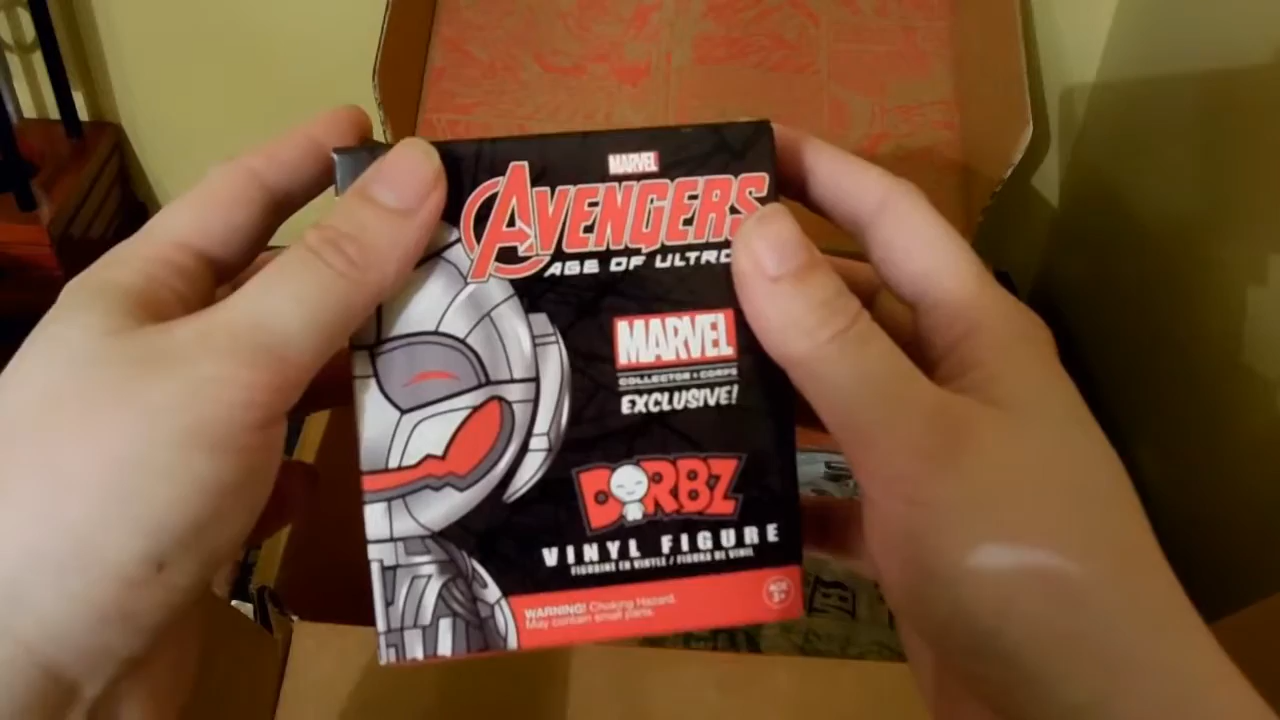 MARVEL
AVENGERS
AGE OF ULTRO
MARVEL
COLLECTOR CORPS
EXCLUSIVE!
DORBZ
VINYL FIGURE
FIGURINE EN VINYLE / FIGURA DE VINIL
WARNING! Choking Hazard.
May contain small parts.
AGE
3+